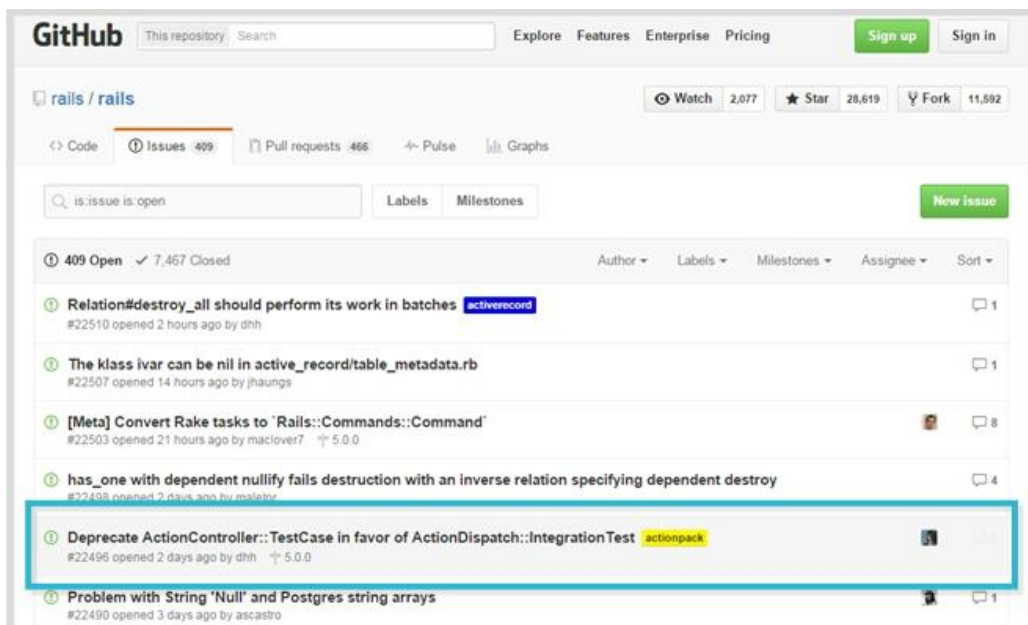 GitHub This repository Search Explore Features Enterprise Pricing Sign up Sign in
rails / rails Watch 2,077 Star 28,619 Fork 11,592
Code Issues 409 Pull requests 466 Pulse Graphs
is:issue is:open Labels Milestones New issue
409 Open 7,467 Closed Author Labels Milestones Assignee Sort
Relation#destroy_all should perform its work in batches activerecord 1
#22510 opened 2 hours ago by dhh
The klass ivar can be nil in active_record/table_metadata.rb 1
#22507 opened 14 hours ago by jhaungs
[Meta] Convert Rake tasks to `Rails::Commands::Command` 8
#22503 opened 21 hours ago by maclover7 5.0.0
has_one with dependent nullify fails destruction with an inverse relation specifying dependent destroy 4
#22498 opened 2 days ago by maletor
Deprecate ActionController::TestCase in favor of ActionDispatch::IntegrationTest actionpack
#22496 opened 2 days ago by dhh 5.0.0
Problem with String 'Null' and Postgres string arrays 1
#22490 opened 3 days ago by ascastro